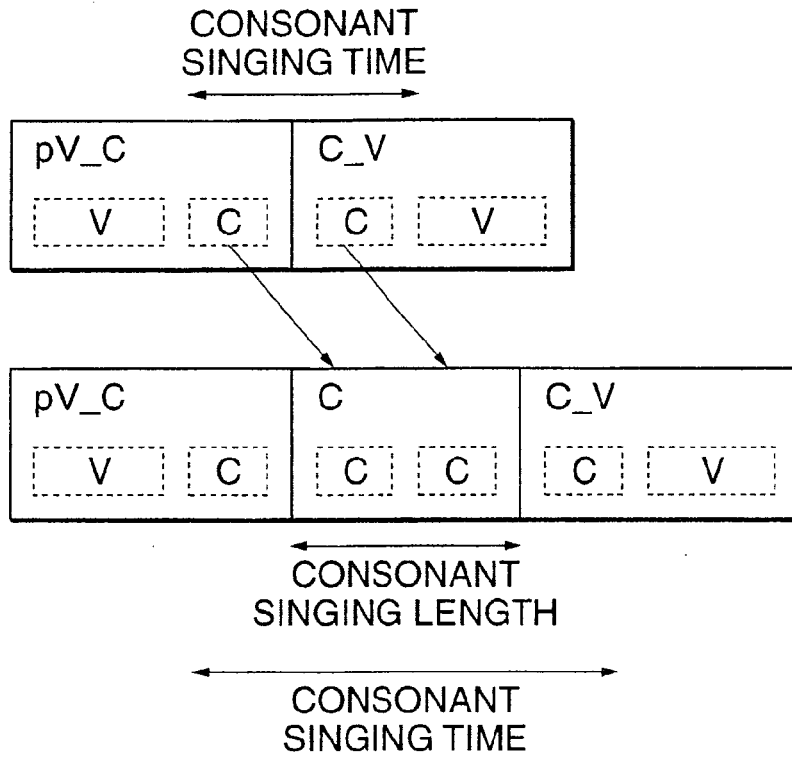 CONSONANT
SINGING TIME
pV_C C_V
V C C V
pV_C C C_V
V C C C C V
CONSONANT
SINGING LENGTH
CONSONANT
SINGING TIME